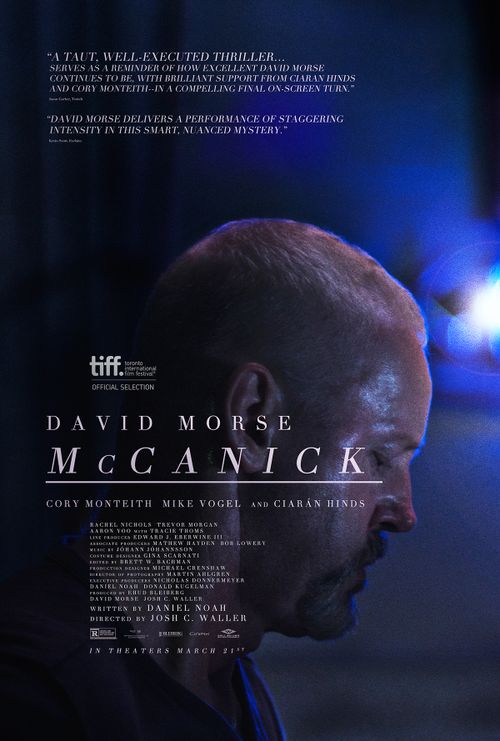 “A TAUT, WELL-EXECUTED THRILLER...
SERVES AS A REMINDER OF HOW EXCELLENT DAVID MORSE
CONTINUES TO BE, WITH BRILLIANT SUPPORT FROM CIARÁN HINDS
AND CORY MONTEITH--IN A COMPELLING FINAL ON-SCREEN TURN.”
“DAVID MORSE DELIVERS A PERFORMANCE OF STAGGERING
INTENSITY IN THIS SMART, NUANCED MYSTERY.”
tiff. toronto
international
film festival
OFFICIAL SELECTION
DAVID MORSE
MCCANICK
CORY MONTEITH MIKE VOGEL AND CIARÁN HINDS
RACHEL NICHOLS TREVOR MORGAN
AARON YOO WITH TRACIE THOMS
LINE PRODUCER EDWARD J. EBERWINE III
ASSOCIATE PRODUCERS MATHEW HAYDEN BOB LOWERY
MUSIC BY JÓHANN JÓHANNSSON
COSTUME DESIGNER GINA SCARNATI
EDITED BY BRETT W. BACHMAN
PRODUCTION DESIGNER MICHAEL CRENSHAW
DIRECTOR OF PHOTOGRAPHY MARTIN AHLGREN
EXECUTIVE PRODUCERS NICHOLAS DONNERMEYER
DANIEL NOAH DONALD KUGELMAN
PRODUCED BY EHUD BLEIBERG
DAVID MORSE JOSH C. WALLER
WRITTEN BY DANIEL NOAH
DIRECTED BY JOSH C. WALLER
R
IN THEATERS MARCH 21ST